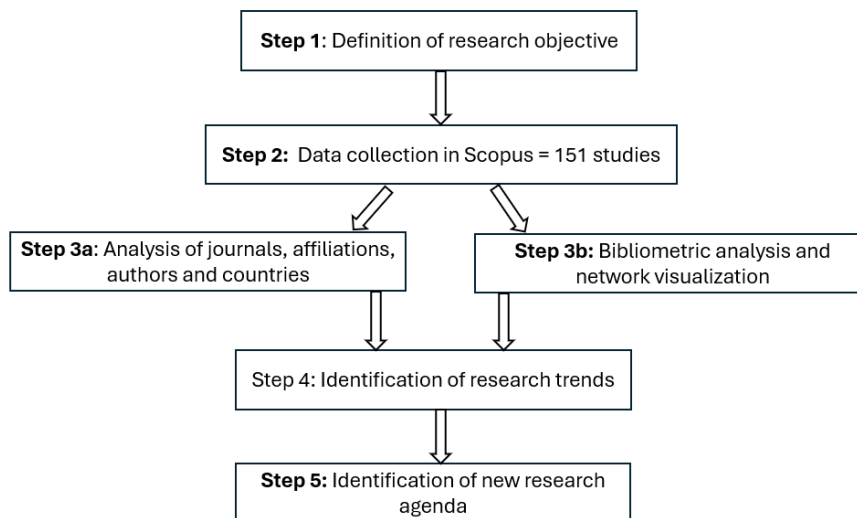 Step 1: Definition of research objective
Step 2: Data collection in Scopus = 151 studies
Step 3a: Analysis of journals, affiliations,
authors and countries
Step 3b: Bibliometric analysis and
network visualization
Step 4: Identification of research trends
Step 5: Identification of new research
agenda